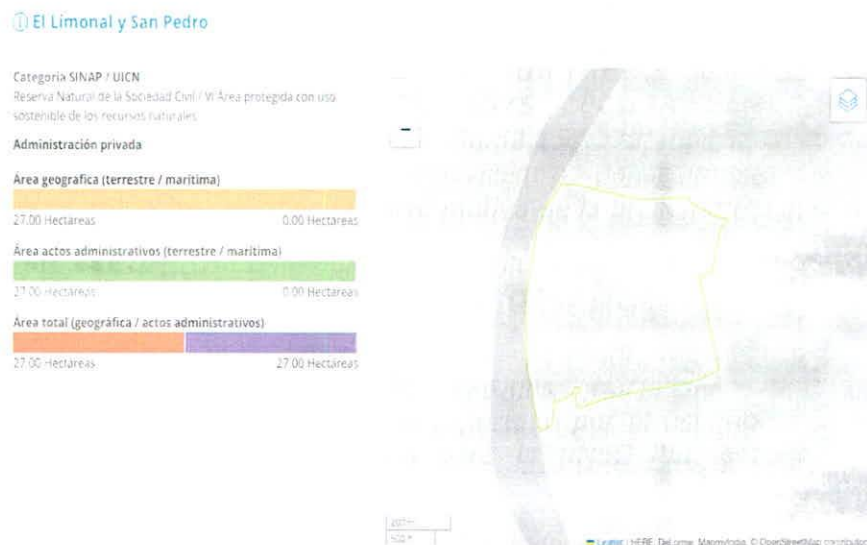 El Limonal y San Pedro
Categoría SINAP / UICN
Reserva Natural de la Sociedad Civil / VI Área protegida con uso
sostenible de los recursos naturales
Administración privada
Área geográfica (terrestre / marítima)
27.00 Hectáreas 0.00 Hectáreas
Área actos administrativos (terrestre / marítima)
27.00 Hectáreas 0.00 Hectáreas
Área total (geográfica / actos administrativos)
27.00 Hectáreas 27.00 Hectáreas
Leaflet | HERE, DeLorme, MapmyIndia, © OpenStreetMap contributors